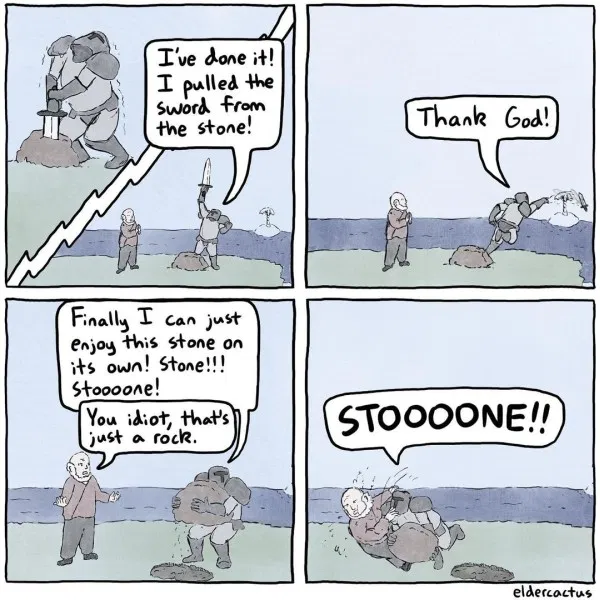 I've done it!
I pulled the
sword from
the stone!
Thank God!
Finally I can just
enjoy this stone on
its own! Stone!!!
Stoooone!
You idiot, that's
just a rock.
STOOOONE!!
eldercactus